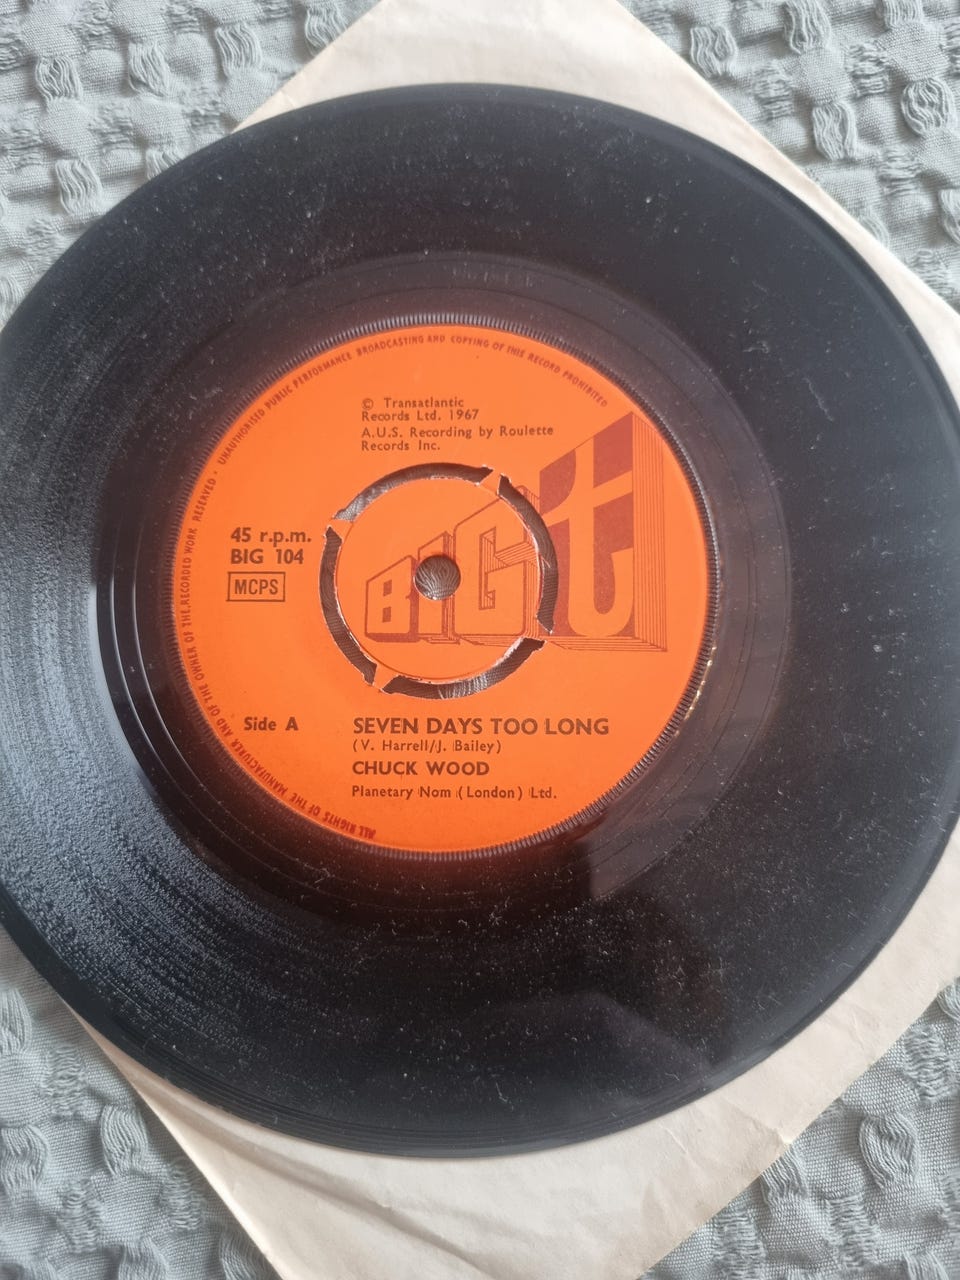 UNAUTHORISED PUBLIC PERFORMANCE BROADCASTING AND COPYING OF THIS RECORD PROHIBITED
ALL RIGHTS OF THE MANUFACTURER AND OF THE OWNER OF THE RECORDED WORK RESERVED •
© Transatlantic
Records Ltd. 1967
A.U.S. Recording by Roulette
Records Inc.
45 r.p.m.
BIG 104
MCPS
BIG t
Side A
SEVEN DAYS TOO LONG
(V. Harrell/J. Bailey)
CHUCK WOOD
Planetary Nom (London) Ltd.